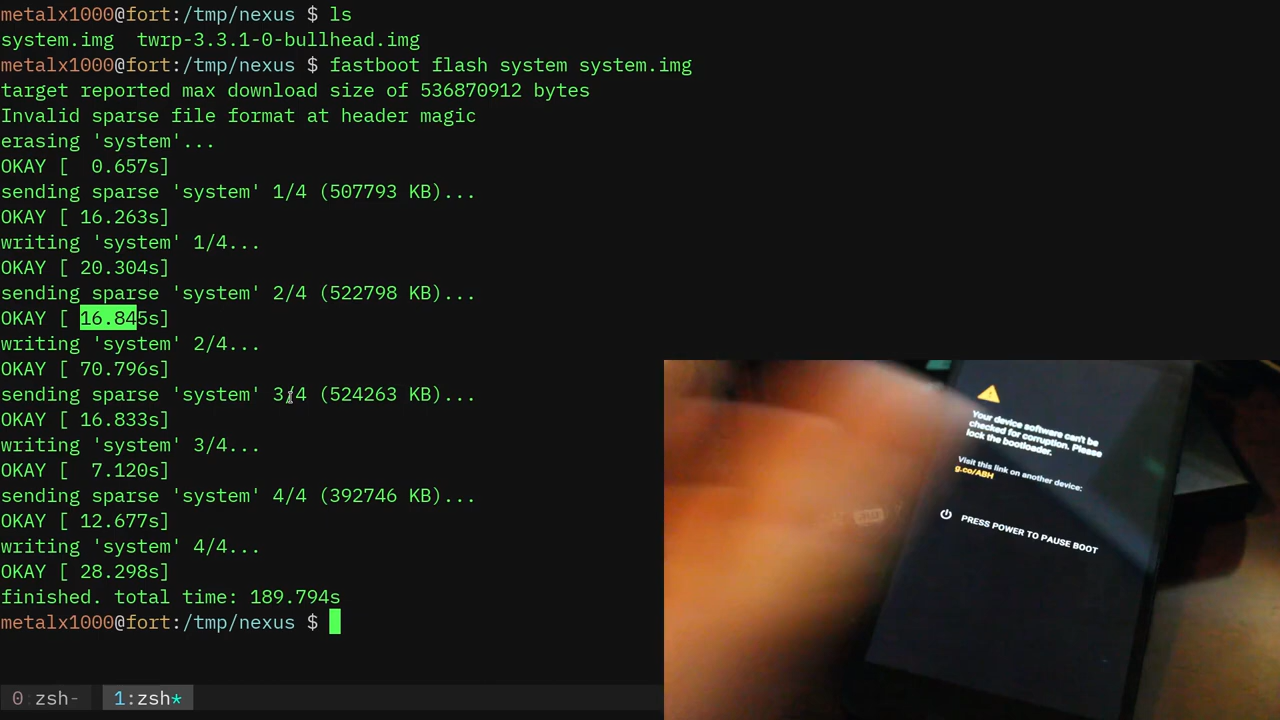 metalx1000@fort:/tmp/nexus $ ls
system.img  twrp-3.3.1-0-bullhead.img
metalx1000@fort:/tmp/nexus $ fastboot flash system system.img
target reported max download size of 536870912 bytes
Invalid sparse file format at header magic
erasing 'system'...
OKAY [  0.657s]
sending sparse 'system' 1/4 (507793 KB)...
OKAY [ 16.263s]
writing 'system' 1/4...
OKAY [ 20.304s]
sending sparse 'system' 2/4 (522798 KB)...
OKAY [ 16.845s]
writing 'system' 2/4...
OKAY [ 70.796s]
sending sparse 'system' 3/4 (524263 KB)...
OKAY [ 16.833s]
writing 'system' 3/4...
OKAY [  7.120s]
sending sparse 'system' 4/4 (392746 KB)...
OKAY [ 12.677s]
writing 'system' 4/4...
OKAY [ 28.298s]
finished. total time: 189.794s
metalx1000@fort:/tmp/nexus $
0 zsh- 1:zsh*
Your device software can't be
checked for corruption. Please
lock the bootloader.
Visit this link on another device:
g.co/ABH
PRESS POWER TO PAUSE BOOT